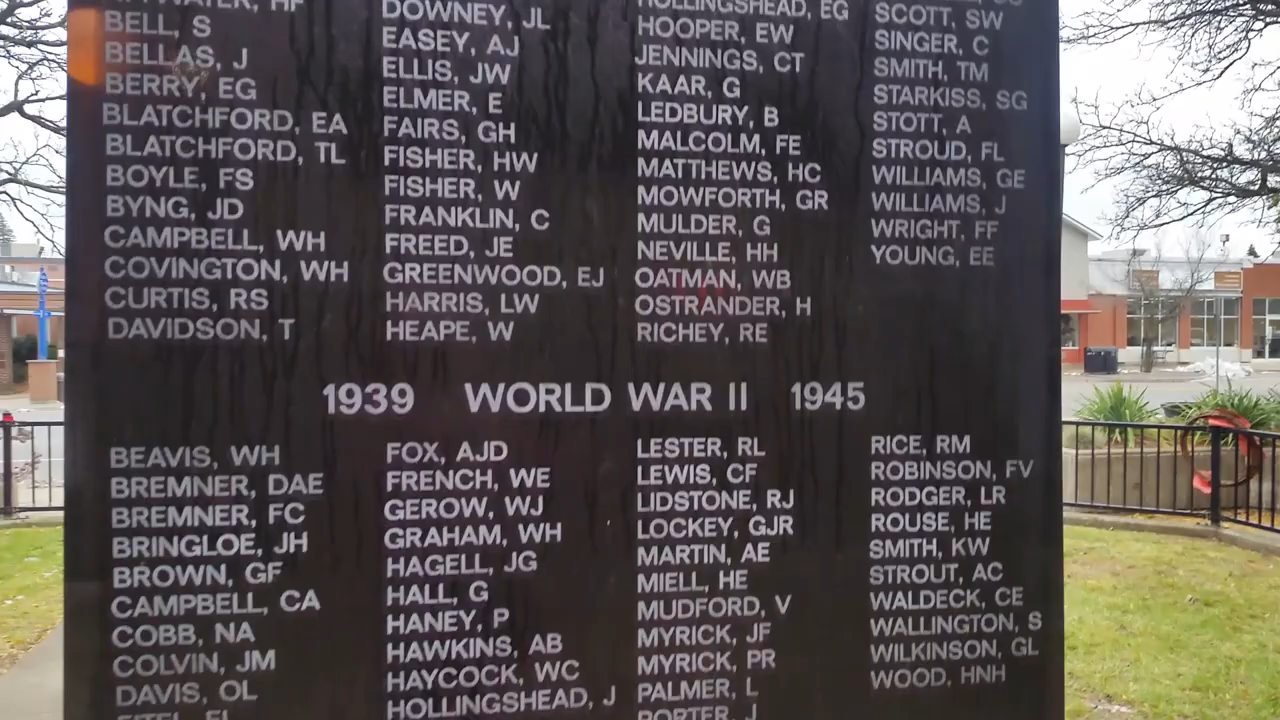 BELL, S
BELLAS, J
BERRY, EG
BLATCHFORD, EA
BLATCHFORD, TL
BOYLE, FS
BYNG, JD
CAMPBELL, WH
COVINGTON, WH
CURTIS, RS
DAVIDSON, T
DOWNEY, JL
EASEY, AJ
ELLIS, JW
ELMER, E
FAIRS, GH
FISHER, HW
FISHER, W
FRANKLIN, C
FREED, JE
GREENWOOD, EJ
HARRIS, LW
HEAPE, W
HOLLINGSHEAD, EG
HOOPER, EW
JENNINGS, CT
KAAR, G
LEDBURY, B
MALCOLM, FE
MATTHEWS, HC
MOWFORTH, GR
MULDER, G
NEVILLE, HH
OATMAN, WB
OSTRANDER, H
RICHEY, RE
SCOTT, SW
SINGER, C
SMITH, TM
STARKISS, SG
STOTT, A
STROUD, FL
WILLIAMS, GE
WILLIAMS, J
WRIGHT, FF
YOUNG, EE
1939 WORLD WAR II 1945
BEAVIS, WH
BREMNER, DAE
BREMNER, FC
BRINGLOE, JH
BROWN, GF
CAMPBELL, CA
COBB, NA
COLVIN, JM
DAVIS, OL
FOX, AJD
FRENCH, WE
GEROW, WJ
GRAHAM, WH
HAGELL, JG
HALL, G
HANEY, P
HAWKINS, AB
HAYCOCK, WC
HOLLINGSHEAD, J
LESTER, RL
LEWIS, CF
LIDSTONE, RJ
LOCKEY, GJR
MARTIN, AE
MIELL, HE
MUDFORD, V
MYRICK, JF
MYRICK, PR
PALMER, L
PORTER, J
RICE, RM
ROBINSON, FV
RODGER, LR
ROUSE, HE
SMITH, KW
STROUT, AC
WALDECK, CE
WALLINGTON, S
WILKINSON, GL
WOOD, HNH